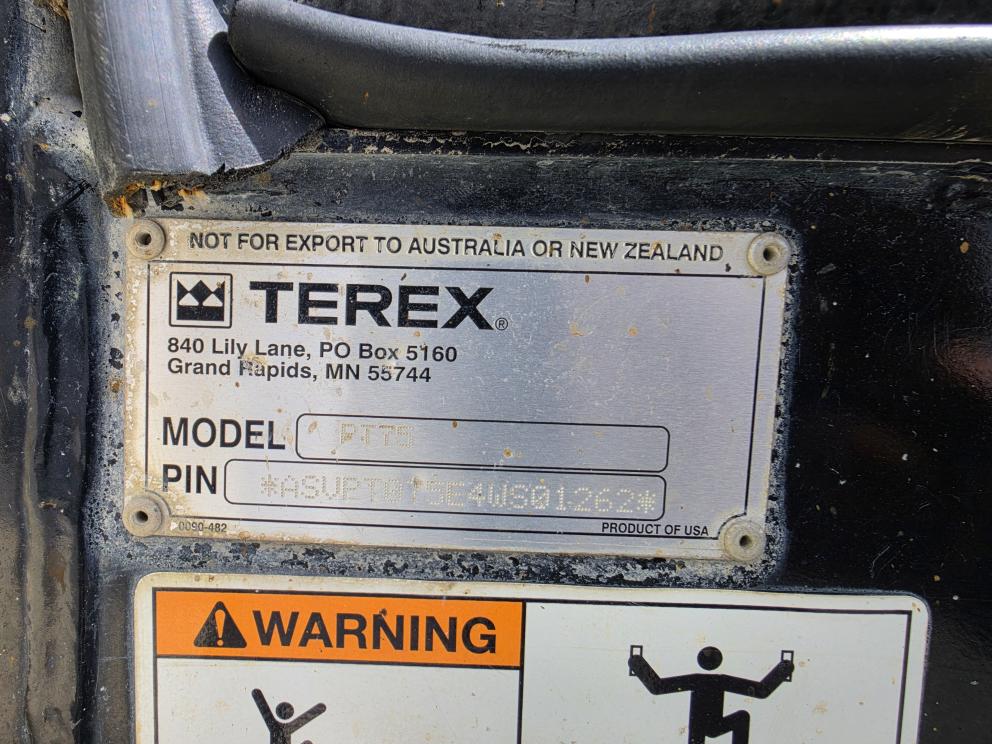 NOT FOR EXPORT TO AUSTRALIA OR NEW ZEALAND
TEREX®
840 Lily Lane, PO Box 5160
Grand Rapids, MN 55744
MODEL PT75
PIN *ASVPT075E4WS01262*
0090-482 PRODUCT OF USA
WARNING